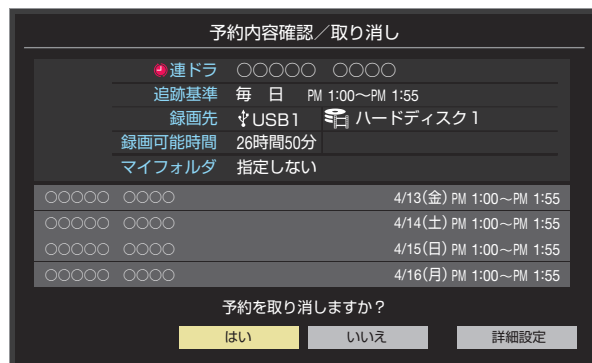 予約内容確認／取り消し
連ドラ ○○○○○ ○○○○
追跡基準 毎 日 PM 1:00～PM 1:55
録画先 USB1 ハードディスク1
録画可能時間 26時間50分
マイフォルダ 指定しない
○○○○○ ○○○○ 4/13(金) PM 1:00～PM 1:55
○○○○○ ○○○○ 4/14(土) PM 1:00～PM 1:55
○○○○○ ○○○○ 4/15(日) PM 1:00～PM 1:55
○○○○○ ○○○○ 4/16(月) PM 1:00～PM 1:55
予約を取り消しますか？
はい いいえ 詳細設定